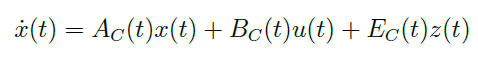 ẋ(t) = A_C(t)x(t) + B_C(t)u(t) + E_C(t)z(t)